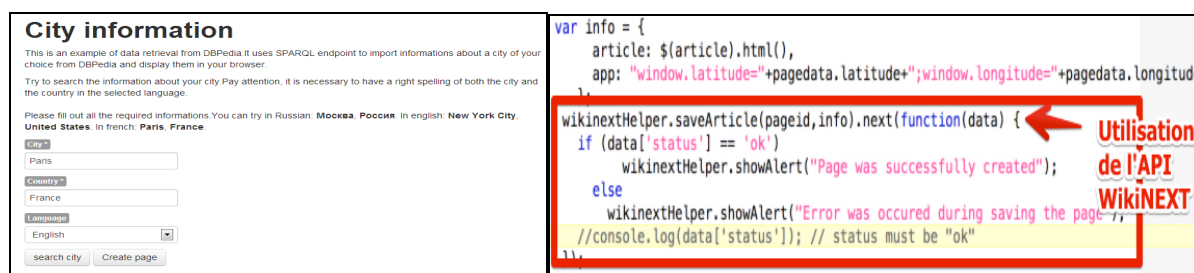 City information
This is an example of data retrieval from DBPedia.It uses SPARQL endpoint to import informations about a city of your
choice from DBPedia and display them in your browser.
Try to search the information about your city.Pay attention, it is necessary to have a right spelling of both the city and
the country in the selected language.
Please fill out all the required informations.You can try in Russian: Москва, Россия. In english: New York City,
United States. In french: Paris, France.
City *
Paris
Country *
France
Language
English
search city Create page
var info = {
article: $(article).html(),
app: "window.latitude="+pagedata.latitude+";window.longitude="+pagedata.longitud
};
wikinextHelper.saveArticle(pageid,info).next(function(data) {
if (data['status'] == 'ok')
wikinextHelper.showAlert("Page was successfully created");
else
wikinextHelper.showAlert("Error was occured during saving the page");
//console.log(data['status']); // status must be "ok"
});
Utilisation
de l'API
WikiNEXT